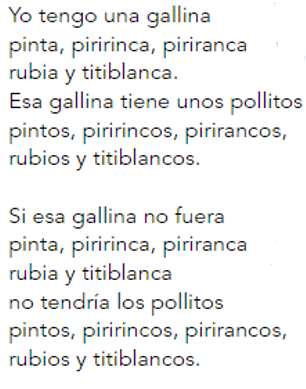 Yo tengo una gallina
pinta, piririnca, piriranca
rubia y titiblanca.
Esa gallina tiene unos pollitos
pintos, piririncos, pirirancos,
rubios y titiblancos.

Si esa gallina no fuera
pinta, piririnca, piriranca
rubia y titiblanca
no tendría los pollitos
pintos, piririncos, pirirancos,
rubios y titiblancos.